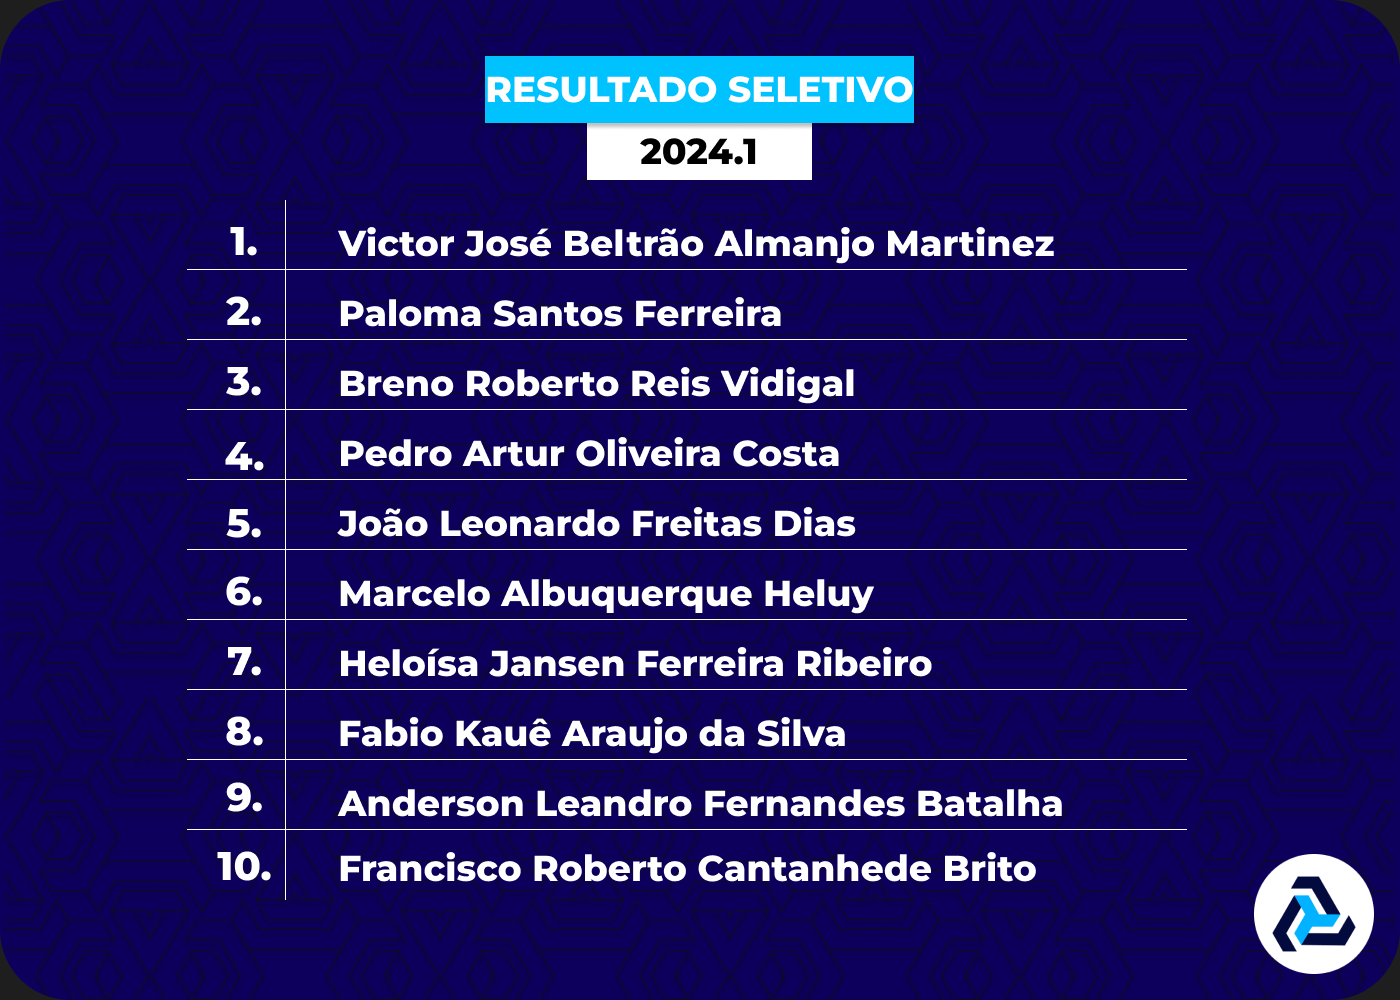 RESULTADO SELETIVO
2024.1
1. Victor José Beltrão Almanjo Martinez
2. Paloma Santos Ferreira
3. Breno Roberto Reis Vidigal
4. Pedro Artur Oliveira Costa
5. João Leonardo Freitas Dias
6. Marcelo Albuquerque Heluy
7. Heloísa Jansen Ferreira Ribeiro
8. Fabio Kauê Araujo da Silva
9. Anderson Leandro Fernandes Batalha
10. Francisco Roberto Cantanhede Brito